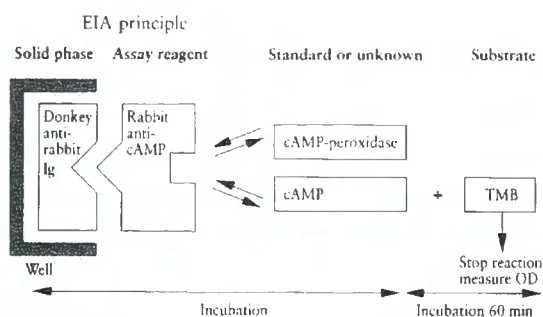 EIA principle
Solid phase Assay reagent Standard or unknown Substrate
Donkey
anti-
rabbit
Ig
Rabbit
anti-
cAMP
cAMP-peroxidase
cAMP
+
TMB
Well
Stop reaction
measure OD
Incubation
Incubation 60 min